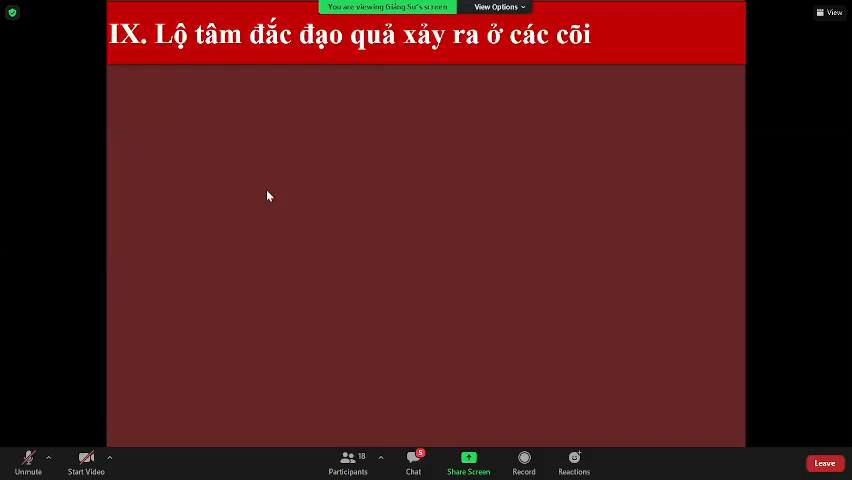 You are viewing Giảng Sư's screen
View Options
View
IX. Lộ tâm đắc đạo quả xảy ra ở các cõi
Unmute
Start Video
18
Participants
5
Chat
Share Screen
Record
Reactions
Leave